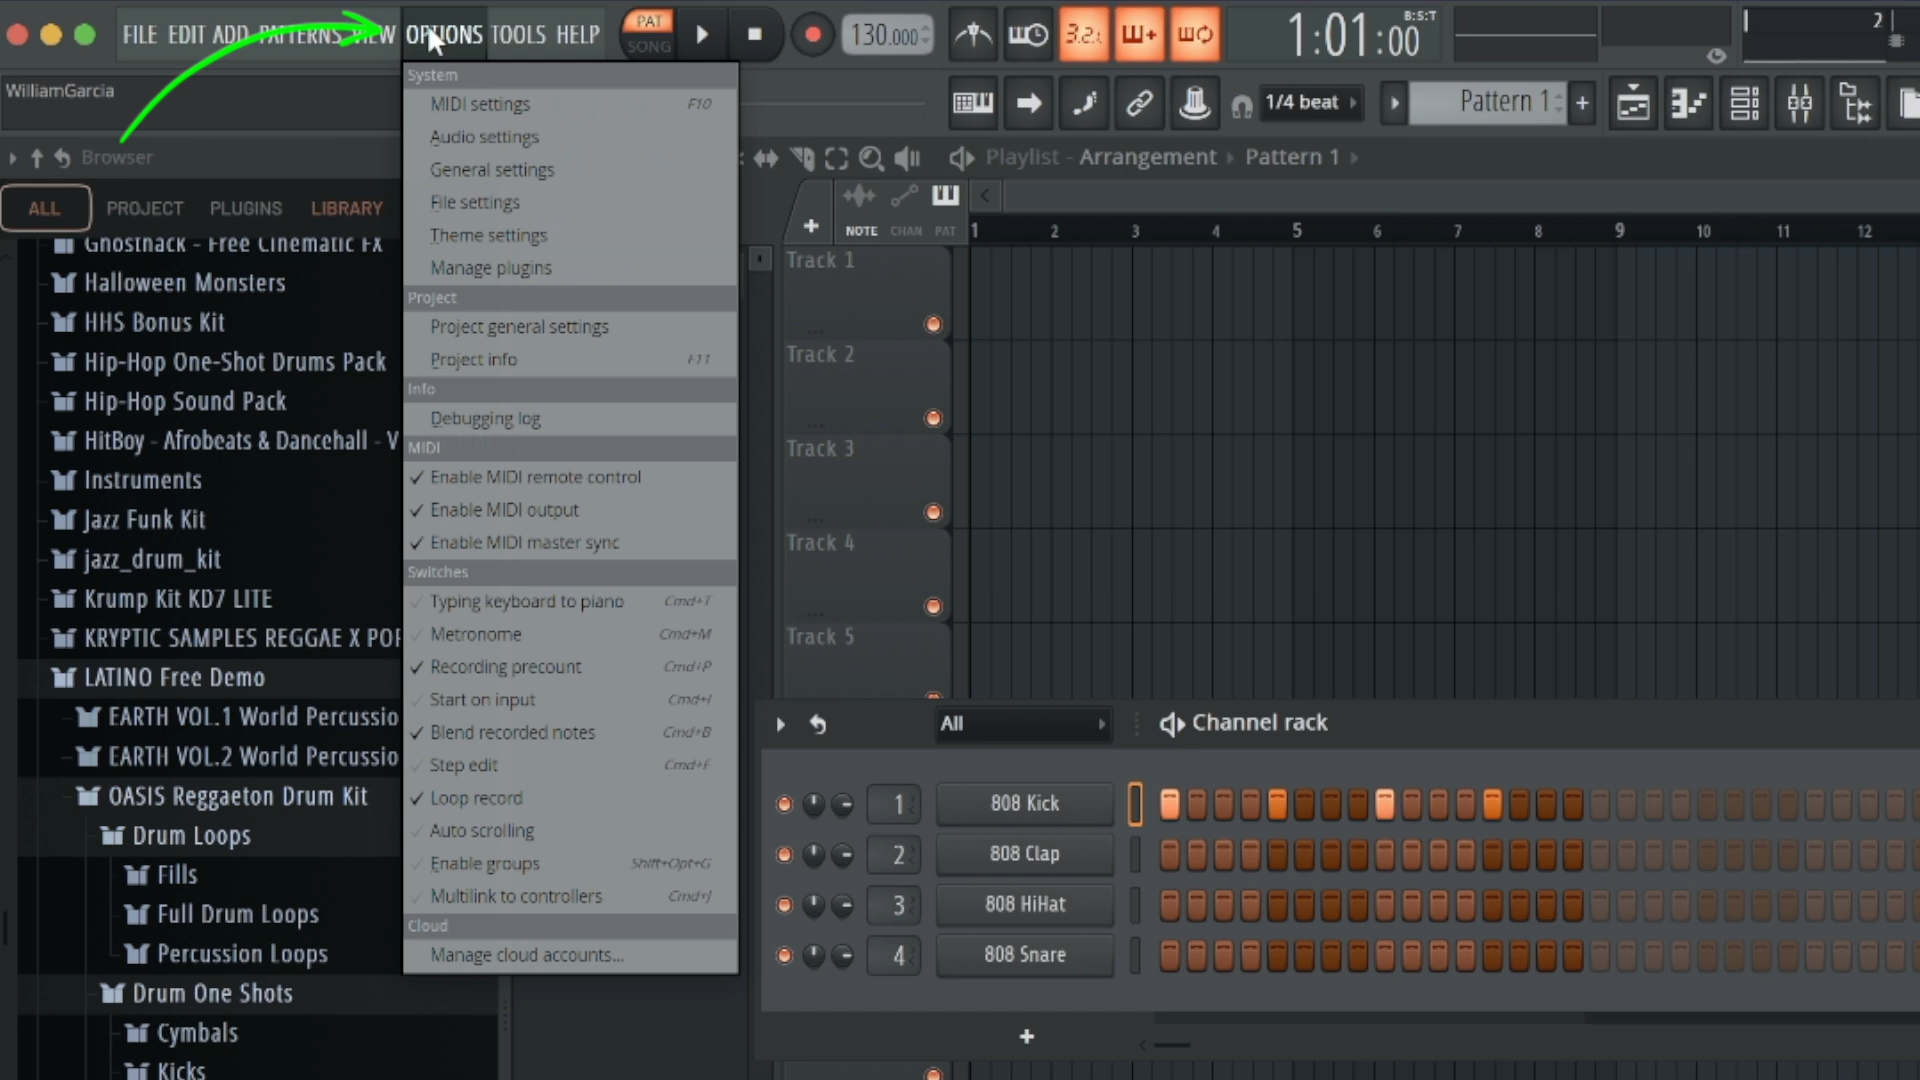 FILE EDIT ADD PATTERNS VIEW OPTIONS TOOLS HELP
PAT
SONG
130.000
3.2.
1:01:00
B:S:T
2
WilliamGarcia
1/4 beat
Pattern 1
+
Browser
Playlist - Arrangement Pattern 1
ALL PROJECT PLUGINS LIBRARY
Ghosthack - Free Cinematic FX
Halloween Monsters
HHS Bonus Kit
Hip-Hop One-Shot Drums Pack
Hip-Hop Sound Pack
HitBoy - Afrobeats & Dancehall - V
Instruments
Jazz Funk Kit
jazz_drum_kit
Krump Kit KD7 LITE
KRYPTIC SAMPLES REGGAE X POP
LATINO Free Demo
EARTH VOL.1 World Percussio
EARTH VOL.2 World Percussio
OASIS Reggaeton Drum Kit
Drum Loops
Fills
Full Drum Loops
Percussion Loops
Drum One Shots
Cymbals
Kicks
System
MIDI settings F10
Audio settings
General settings
File settings
Theme settings
Manage plugins
Project
Project general settings
Project info F11
Info
Debugging log
MIDI
Enable MIDI remote control
Enable MIDI output
Enable MIDI master sync
Switches
Typing keyboard to piano Cmd+T
Metronome Cmd+M
Recording precount Cmd+P
Start on input Cmd+I
Blend recorded notes Cmd+B
Step edit Cmd+E
Loop record
Auto scrolling
Enable groups Shift+Opt+G
Multilink to controllers Cmd+J
Cloud
Manage cloud accounts...
NOTE CHAN PAT
1 2 3 4 5 6 7 8 9 10 11 12
Track 1
Track 2
Track 3
Track 4
Track 5
All
Channel rack
1 808 Kick
2 808 Clap
3 808 HiHat
4 808 Snare
+